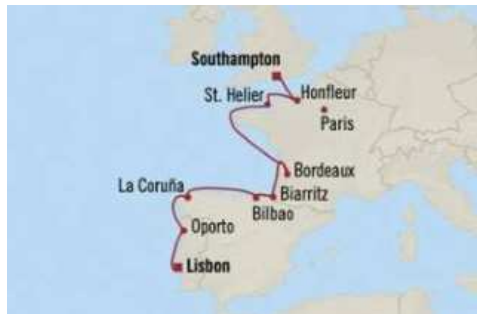 Southampton
St. Helier
Honfleur
Paris
Bordeaux
La Coruña
Biarritz
Bilbao
Oporto
Lisbon